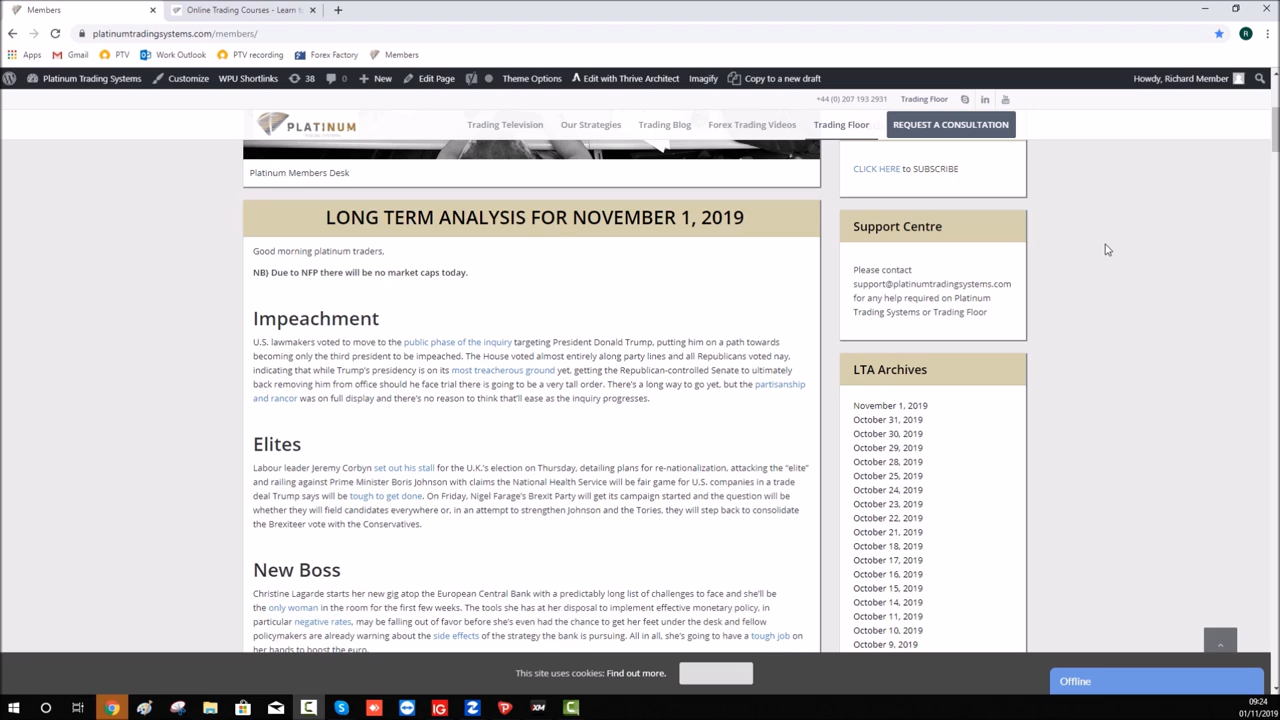 Members
Online Trading Courses - Learn t
platinumtradingsystems.com/members/
R
Apps
Gmail
PTV
Work Outlook
PTV recording
Forex Factory
Members
Platinum Trading Systems
Customize
WPU Shortlinks
38
0
New
Edit Page
Theme Options
Edit with Thrive Architect
Imagify
Copy to a new draft
Howdy, Richard Member
+44 (0) 207 193 2931
Trading Floor
PLATINUM
Trading Television
Our Strategies
Trading Blog
Forex Trading Videos
Trading Floor
REQUEST A CONSULTATION
Platinum Members Desk
LONG TERM ANALYSIS FOR NOVEMBER 1, 2019
Good morning platinum traders,
NB} Due to NFP there will be no market caps today.
Impeachment
U.S. lawmakers voted to move to the public phase of the inquiry targeting President Donald Trump, putting him on a path towards
becoming only the third president to be impeached. The House voted almost entirely along party lines and all Republicans voted nay,
indicating that while Trump's presidency is on its most treacherous ground yet, getting the Republican-controlled Senate to ultimately
back removing him from office should he face trial there is going to be a very tall order. There's a long way to go yet, but the partisanship
and rancor was on full display and there's no reason to think that'll ease as the inquiry progresses.
Elites
Labour leader Jeremy Corbyn set out his stall for the U.K.'s election on Thursday, detailing plans for re-nationalization, attacking the "elite"
and railing against Prime Minister Boris Johnson with claims the National Health Service will be fair game for U.S. companies in a trade
deal Trump says will be tough to get done. On Friday, Nigel Farage's Brexit Party will get its campaign started and the question will be
whether they will field candidates everywhere or, in an attempt to strengthen Johnson and the Tories, they will step back to consolidate
the Brexiteer vote with the Conservatives.
New Boss
Christine Lagarde starts her new gig atop the European Central Bank with a predictably long list of challenges to face and she'll be
the only woman in the room for the first few weeks. The tools she has at her disposal to implement effective monetary policy, in
particular negative rates, may be falling out of favor before she's even had the chance to get her feet under the desk and fellow
policymakers are already warning about the side effects of the strategy the bank is pursuing. All in all, she's going to have a tough job on
her hands to boost the euro.
CLICK HERE to SUBSCRIBE
Support Centre
Please contact
support@platinumtradingsystems.com
for any help required on Platinum
Trading Systems or Trading Floor
LTA Archives
November 1, 2019
October 31, 2019
October 30, 2019
October 29, 2019
October 28, 2019
October 25, 2019
October 24, 2019
October 23, 2019
October 22, 2019
October 21, 2019
October 18, 2019
October 17, 2019
October 16, 2019
October 15, 2019
October 14, 2019
October 11, 2019
October 10, 2019
October 9, 2019
This site uses cookies: Find out more.
Offline
IG
XM
09:24
01/11/2019